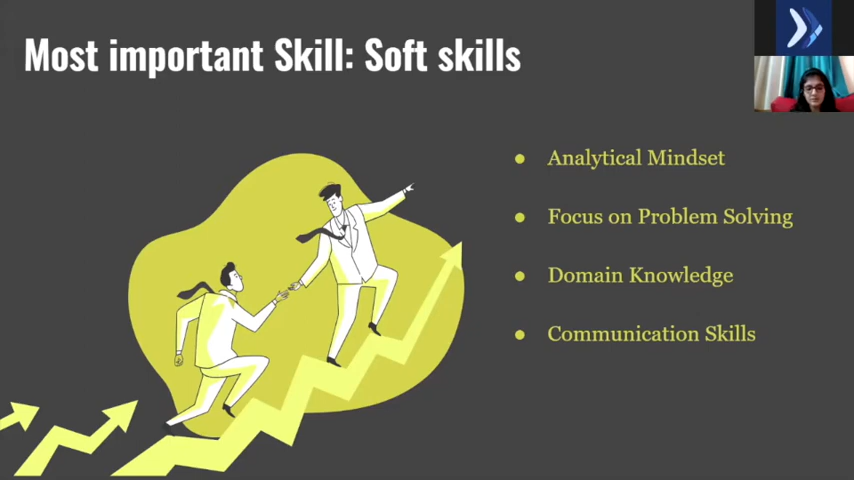 Most important Skill: Soft skills
Analytical Mindset
Focus on Problem Solving
Domain Knowledge
Communication Skills